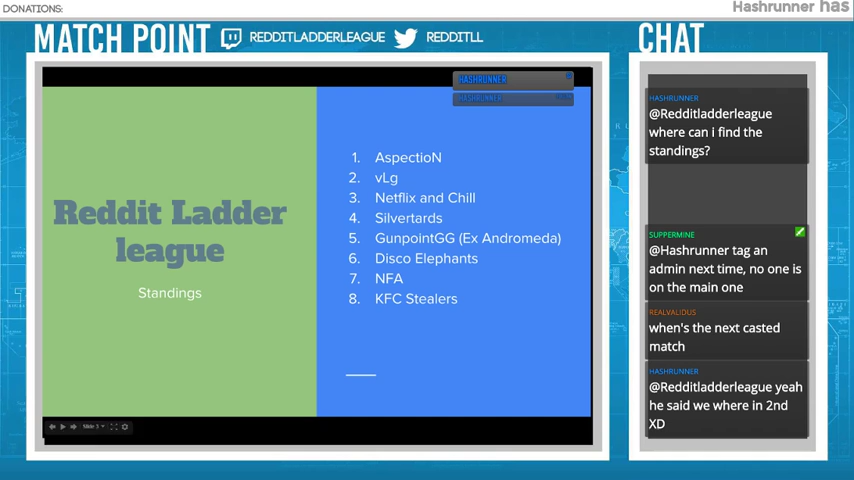 DONATIONS:
Hashrunner has
MATCH POINT REDDITLADDERLEAGUE REDDITLL
CHAT
HASHRUNNER
HASHRUNNER
Reddit Ladder
league
Standings
1. AspectioN
2. vLg
3. Netflix and Chill
4. Silvertards
5. GunpointGG (Ex Andromeda)
6. Disco Elephants
7. NFA
8. KFC Stealers
Slide 3
HASHRUNNER
@Redditladderleague
where can i find the
standings?
SUPPERMINE
@Hashrunner tag an
admin next time, no one is
on the main one
REALVALIDUS
when's the next casted
match
HASHRUNNER
@Redditladderleague yeah
he said we where in 2nd
XD